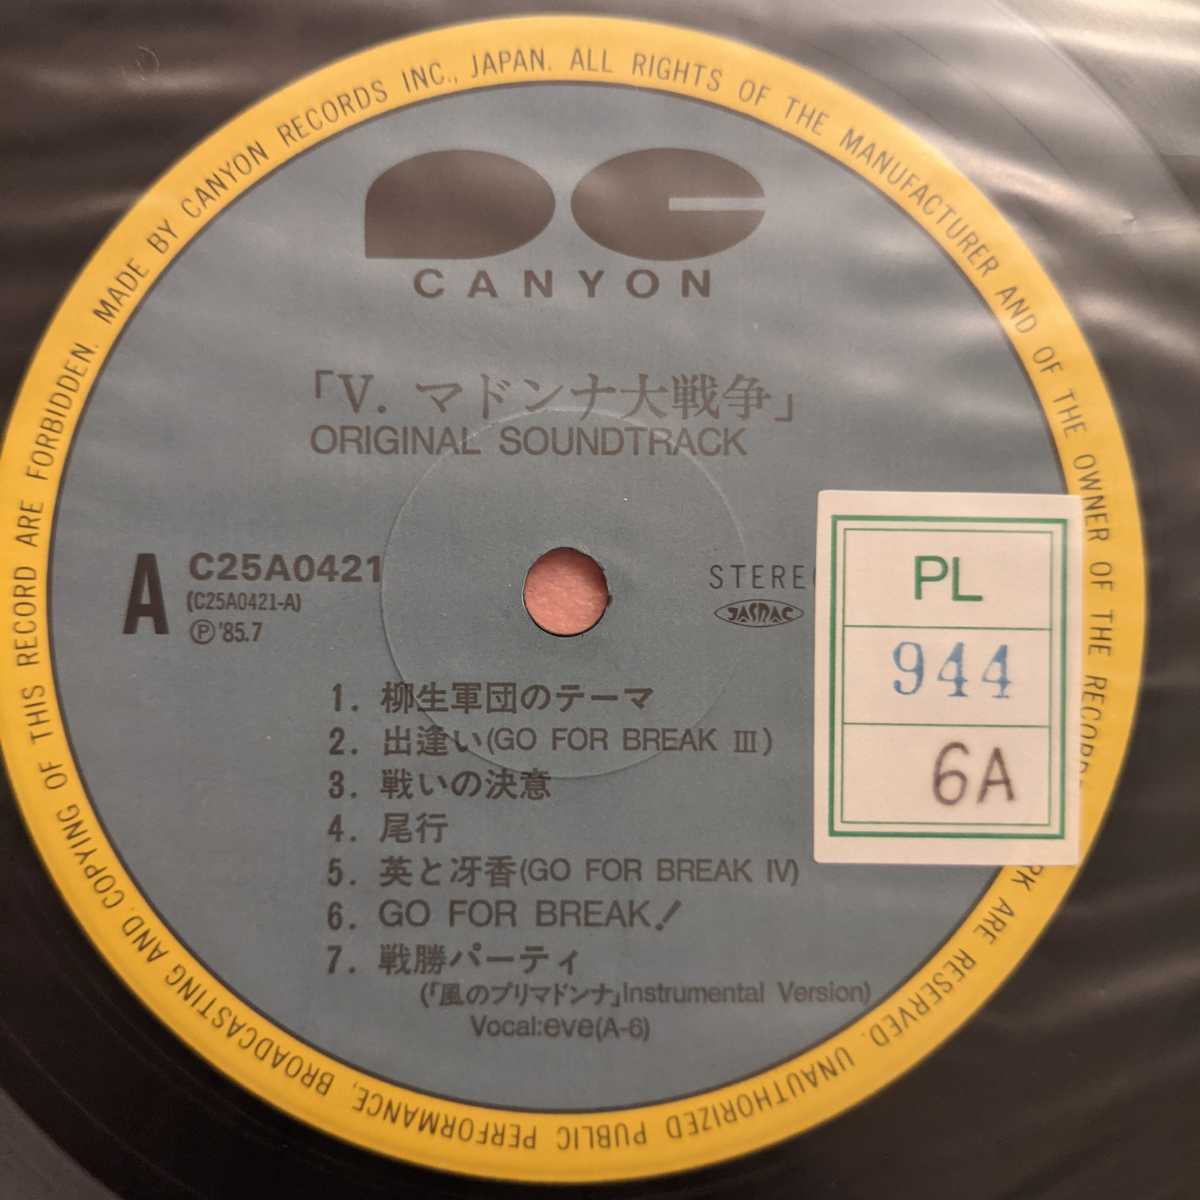 MADE BY CANYON RECORDS INC., JAPAN. ALL RIGHTS OF THE MANUFACTURER AND OF THE OWNER OF THE RECORDED ARE RESERVED. UNAUTHORIZED PUBLIC PERFORMANCE, BROADCASTING AND COPYING OF THIS RECORD ARE FORBIDDEN.
CANYON
「V. マドンナ大戦争」
ORIGINAL SOUNDTRACK
A
C25A0421
(C25A0421-A)
Ⓟ'85.7
STEREO
JASRAC
PL
944
6A
1. 柳生軍団のテーマ
2. 出逢い(GO FOR BREAK Ⅲ)
3. 戦いの決意
4. 尾行
5. 英と冴香(GO FOR BREAK Ⅳ)
6. GO FOR BREAK!
7. 戦勝パーティ
(「風のプリマドンナ」Instrumental Version)
Vocal:eve(A-6)